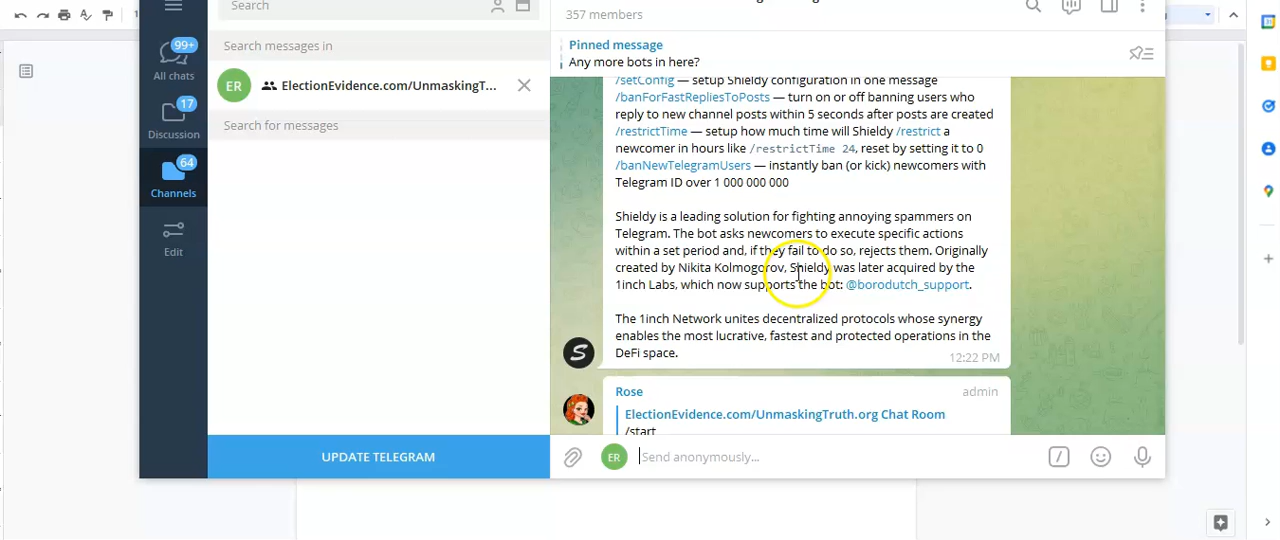 Search
357 members
Search messages in
Pinned message
Any more bots in here?
99+
All chats
17
Discussion
64
Channels
Edit
ER
ElectionEvidence.com/UnmaskingT...
Search for messages
/setConfig — setup Shieldy configuration in one message
/banForFastRepliesToPosts — turn on or off banning users who
reply to new channel posts within 5 seconds after posts are created
/restrictTime — setup how much time will Shieldy /restrict a
newcomer in hours like /restrictTime 24, reset by setting it to 0
/banNewTelegramUsers — instantly ban (or kick) newcomers with
Telegram ID over 1 000 000 000
Shieldy is a leading solution for fighting annoying spammers on
Telegram. The bot asks newcomers to execute specific actions
within a set period and, if they fail to do so, rejects them. Originally
created by Nikita Kolmogorov, Shieldy was later acquired by the
1inch Labs, which now supports the bot: @borodutch_support.
The 1inch Network unites decentralized protocols whose synergy
enables the most lucrative, fastest and protected operations in the
DeFi space.
12:22 PM
S
Rose
admin
ElectionEvidence.com/UnmaskingTruth.org Chat Room
/start
UPDATE TELEGRAM
ER
Send anonymously...